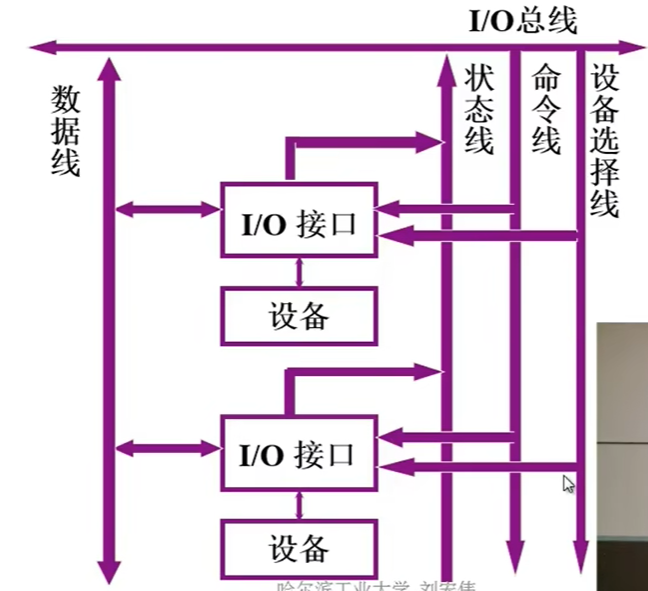 I/O总线
数据线
状态线
命令线
设备选择线
I/O 接口
设备
I/O 接口
设备
哈尔滨工业大学 刘宏伟